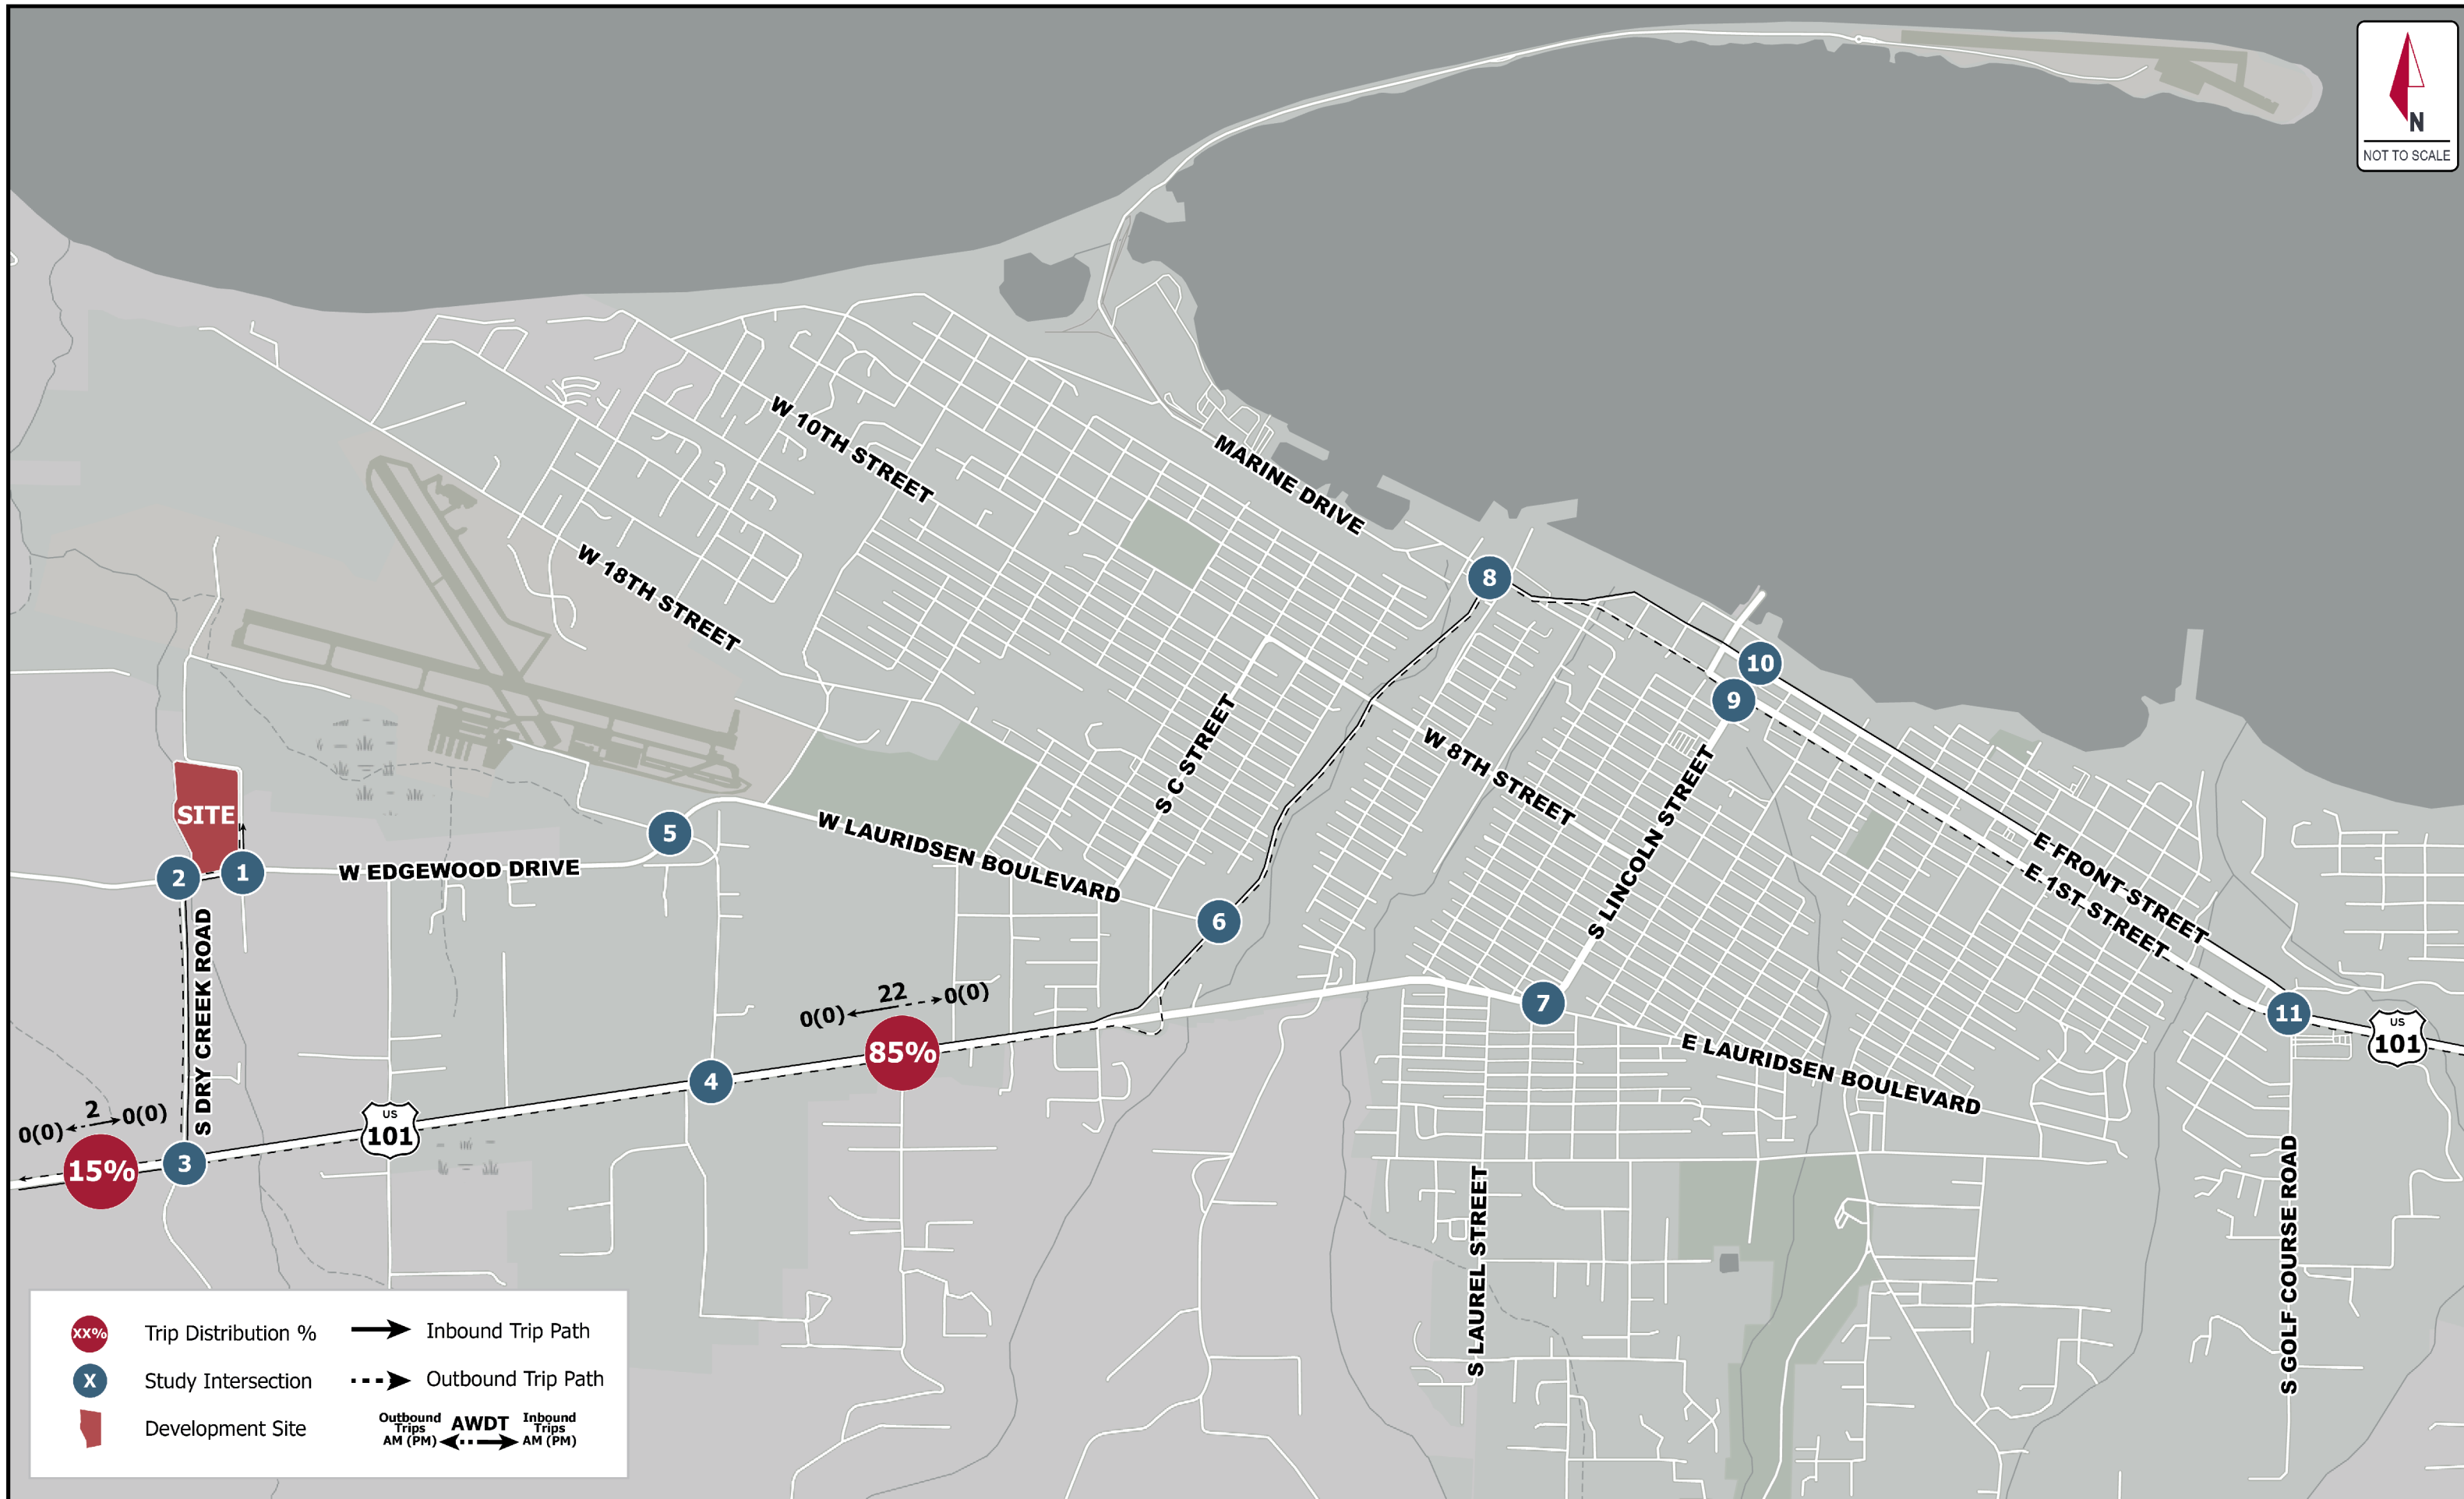 N
NOT TO SCALE
W 10TH STREET
MARINE DRIVE
W 18TH STREET
8
10
9
S C STREET
W 8TH STREET
S LINCOLN STREET
SITE
5
W LAURIDSEN BOULEVARD
E FRONT STREET
E 1ST STREET
2
1
W EDGEWOOD DRIVE
6
S DRY CREEK ROAD
0(0) 22 0(0)
85%
7
11
US
101
E LAURIDSEN BOULEVARD
4
US
101
0(0) 2 0(0)
15%
3
S LAUREL STREET
S GOLF COURSE ROAD
XX% Trip Distribution %
Inbound Trip Path
X Study Intersection
Outbound Trip Path
Development Site
Outbound Trips AM (PM)
AWDT
Inbound Trips AM (PM)